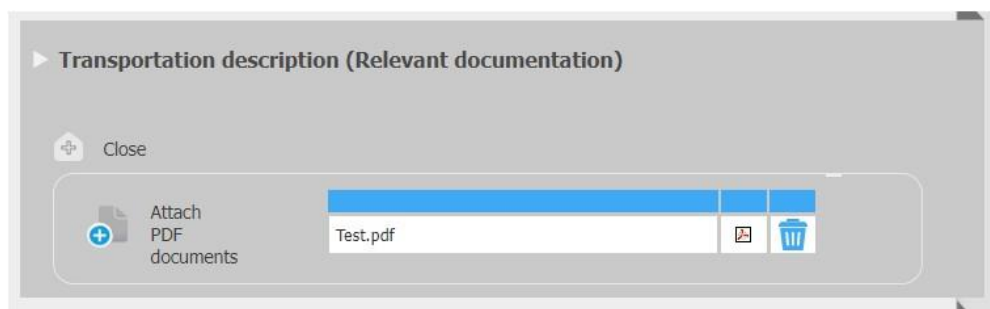 Transportation description (Relevant documentation)
Close
Attach
PDF
documents
Test.pdf